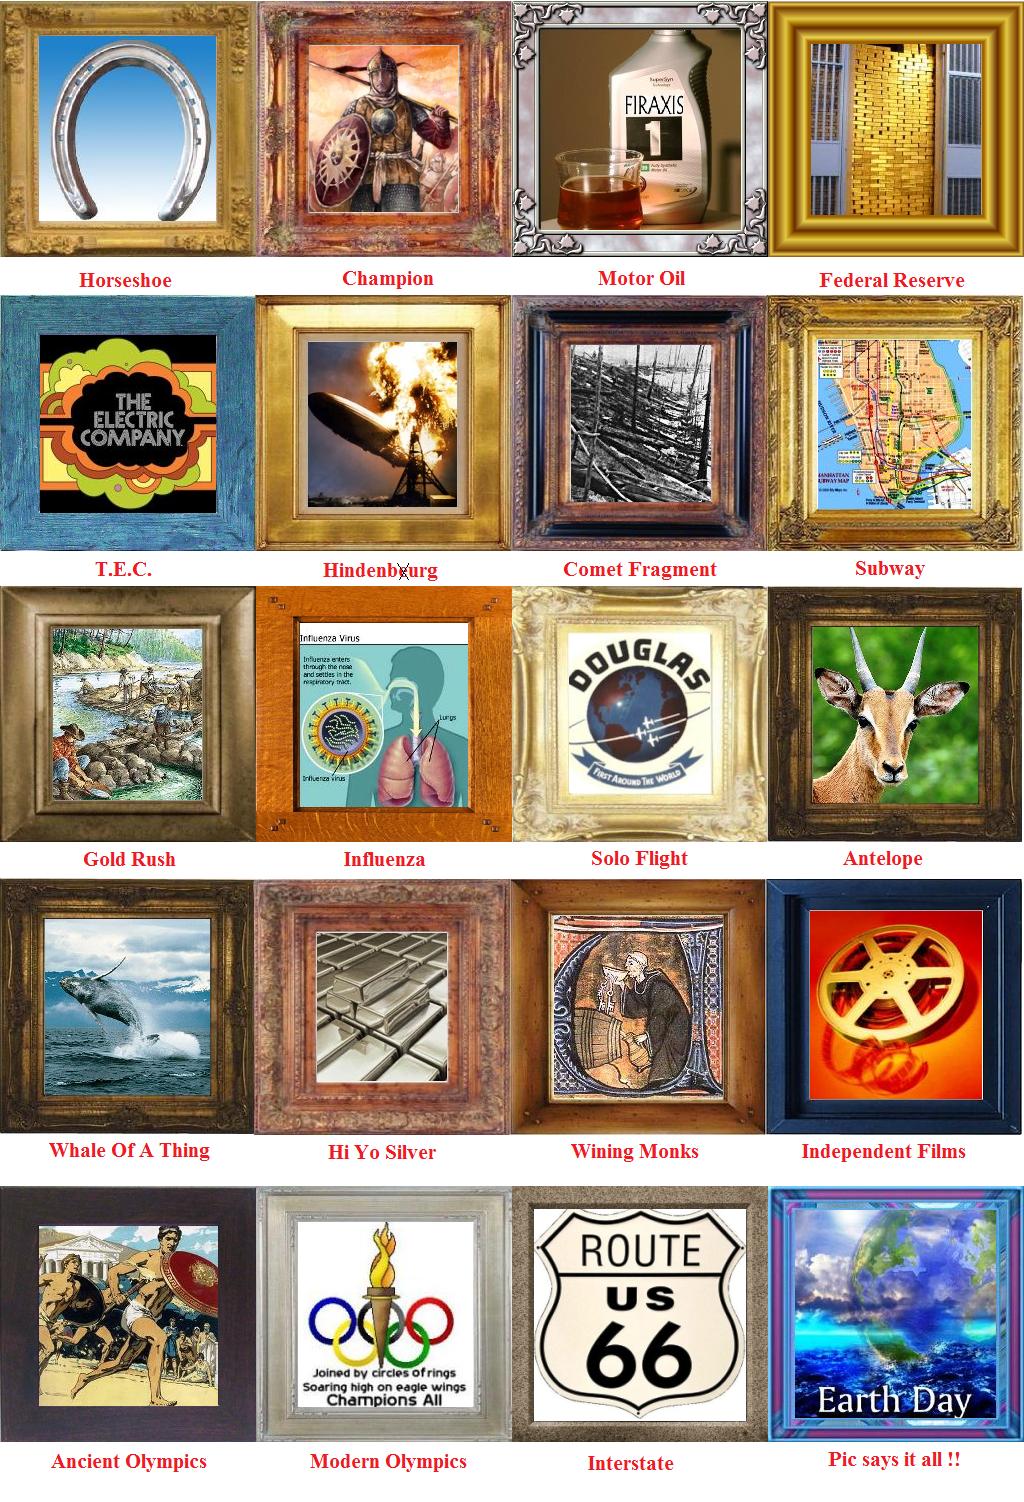 SuperSyn
FIRAXIS
1
Horseshoe
Champion
Motor Oil
Federal Reserve
THE
ELECTRIC
COMPANY
MANHATTAN
SUBWAY MAP
T.E.C.
Hindenbeurg
Comet Fragment
Subway
Influenza Virus
Influenza enters
through the nose
and settles in the
respiratory tract.
Lungs
Influenza virus
DOUGLAS
FIRST AROUND THE WORLD
Gold Rush
Influenza
Solo Flight
Antelope
Whale Of A Thing
Hi Yo Silver
Wining Monks
Independent Films
Joined by circles of rings
Soaring high on eagle wings
Champions All
ROUTE
US
66
Earth Day
Ancient Olympics
Modern Olympics
Interstate
Pic says it all !!